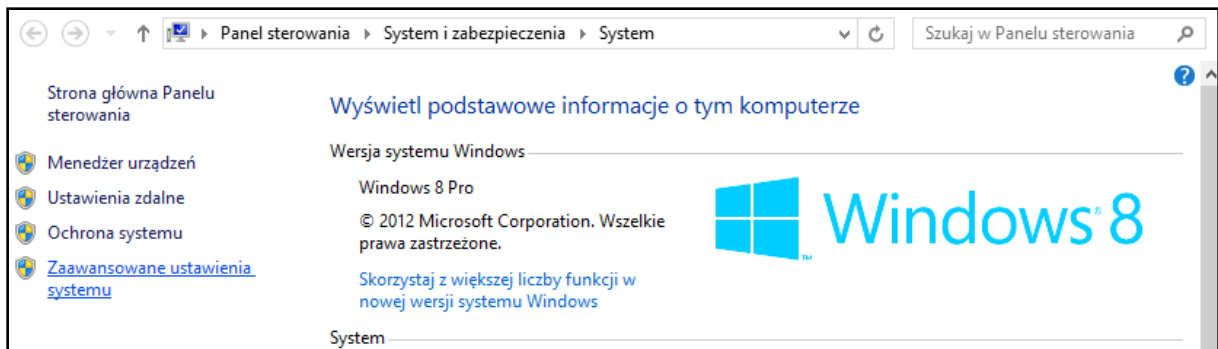 Panel sterowania ▸ System i zabezpieczenia ▸ System
Szukaj w Panelu sterowania
Strona główna Panelu
sterowania
Menedżer urządzeń
Ustawienia zdalne
Ochrona systemu
Zaawansowane ustawienia
systemu
Wyświetl podstawowe informacje o tym komputerze
Wersja systemu Windows
Windows 8 Pro
© 2012 Microsoft Corporation. Wszelkie
prawa zastrzeżone.
Skorzystaj z większej liczby funkcji w
nowej wersji systemu Windows
Windows® 8
TM
System